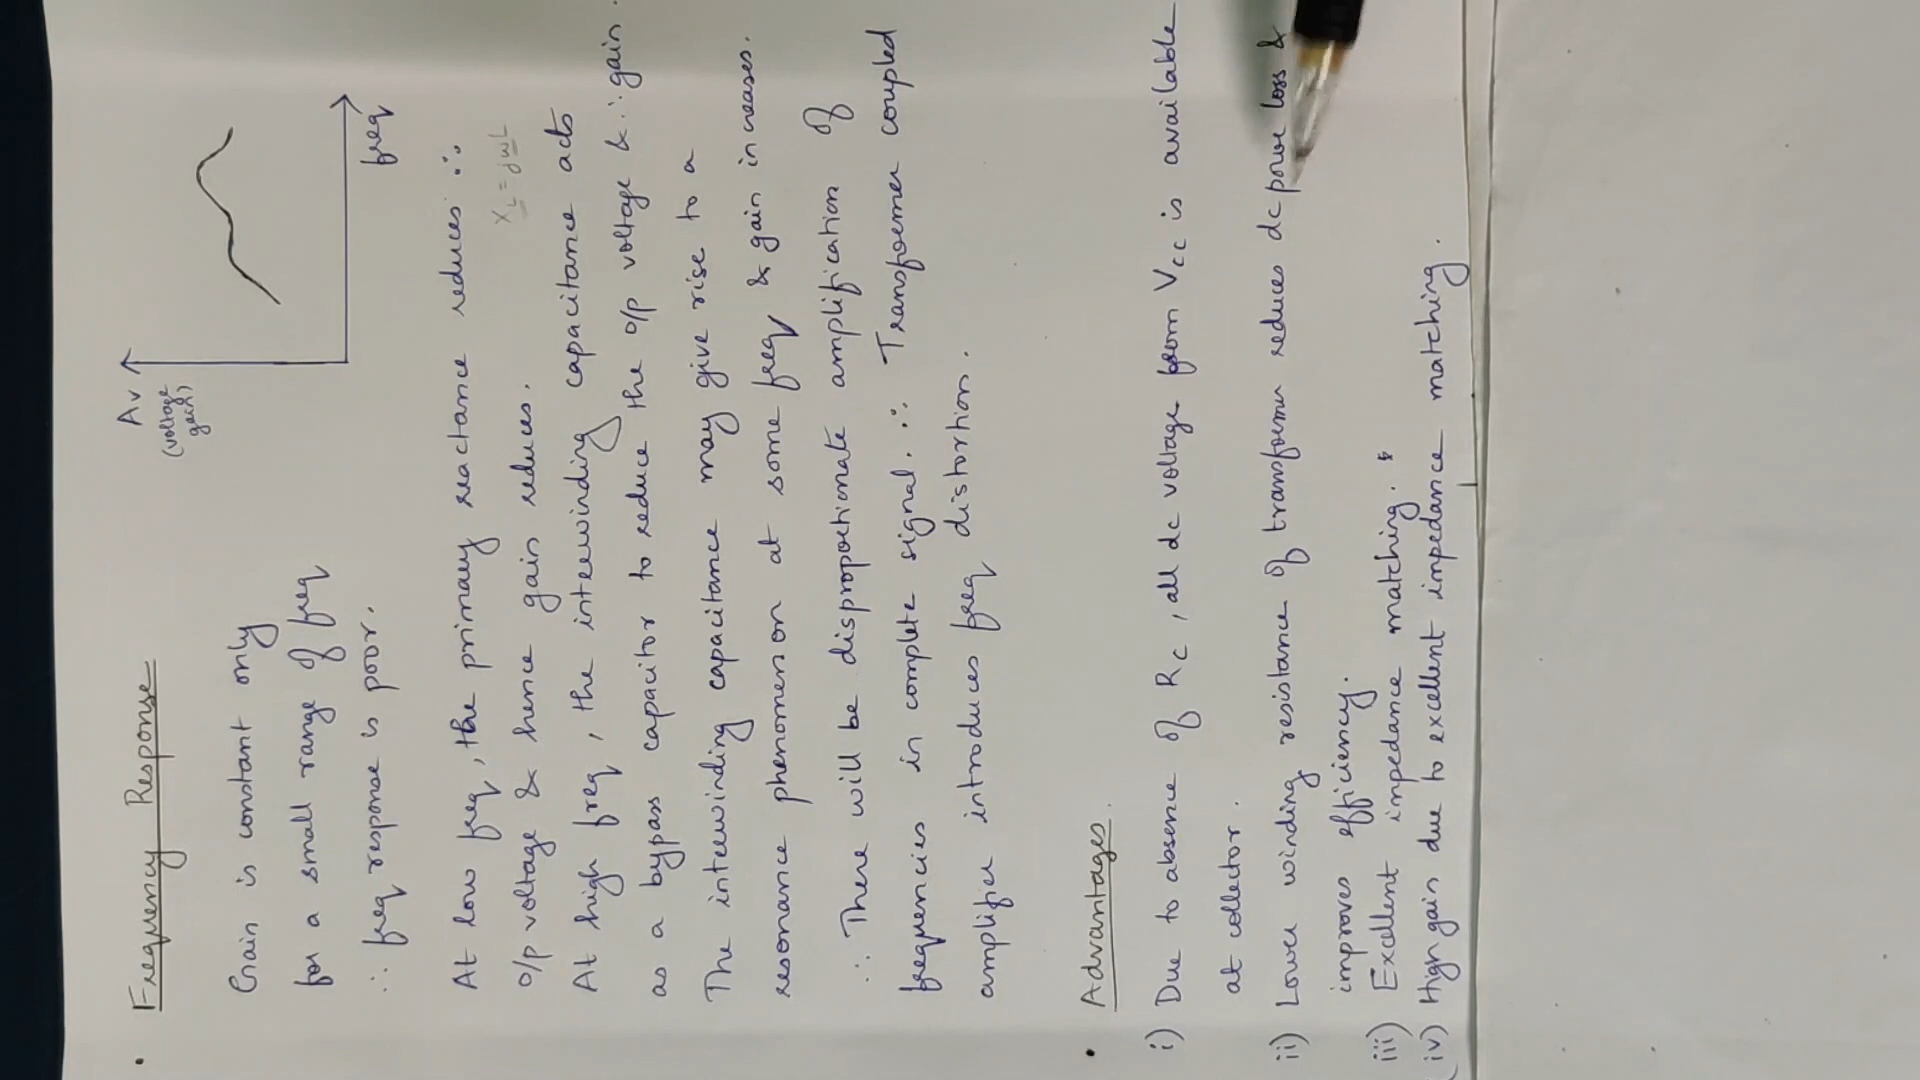 Frequency Response
Av
(voltage
gain)
freq
Gain is constant only
for a small range of freq
∴ freq response is poor.
At low freq, the primary reactance reduces ∴
X_L = jωL
o/p voltage & hence gain reduces.
At high freq, the interwinding capacitance acts
as a bypass capacitor to reduce the o/p voltage & ∴ gain.
The interwinding capacitance may give rise to a
resonance phenomenon at some freq & gain increases.
∴ There will be disproportionate amplification of
frequencies in complete signal. ∴ Transformer coupled
amplifier introduces freq distortion.
Advantages.
i) Due to absence of Rc, all dc voltage from Vcc is available
at collector.
ii) Lower winding resistance of transformer reduces dc power loss &
improves efficiency.
iii) Excellent impedance matching.
iv) High gain due to excellent impedance matching.